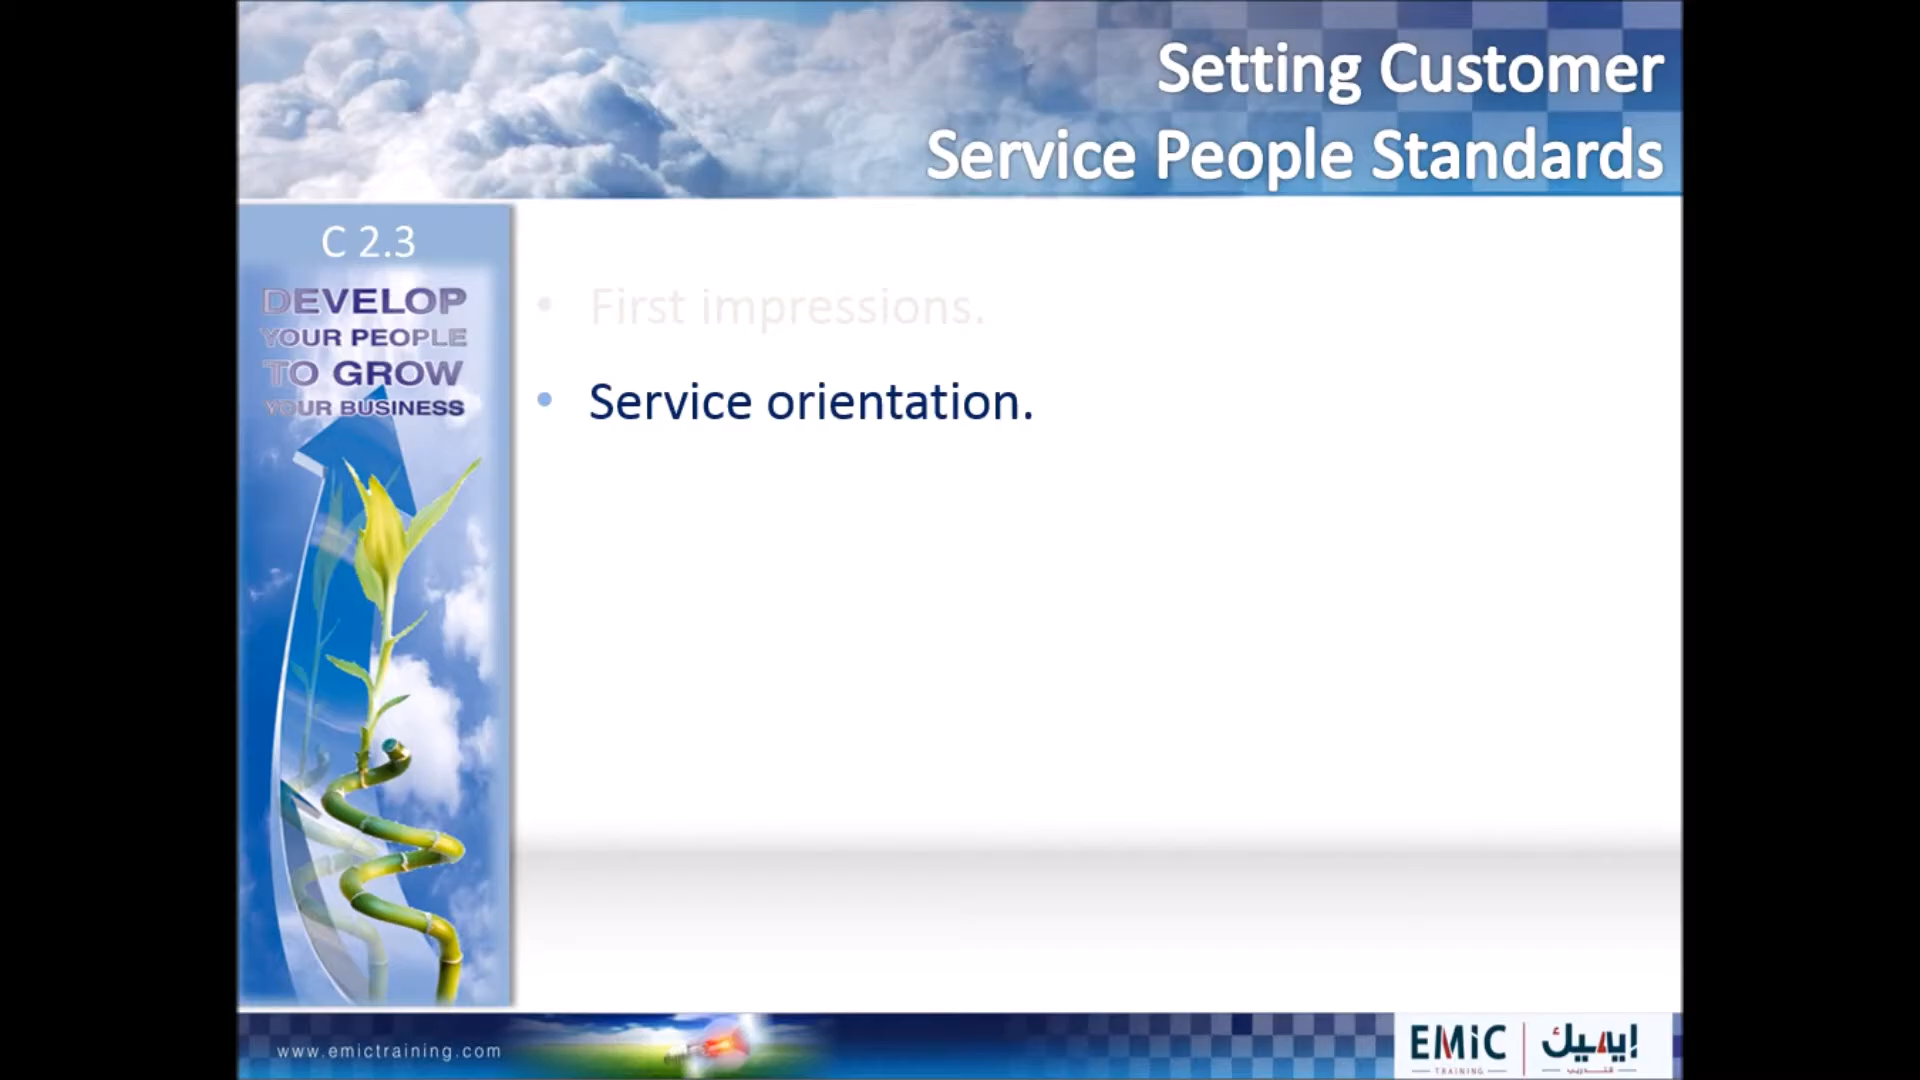 Setting Customer
Service People Standards
C 2.3
DEVELOP
YOUR PEOPLE
TO GROW
YOUR BUSINESS
• First impressions.
• Service orientation.
www.emictraining.com
EMiC
TRAINING
إيميك
للتدريب